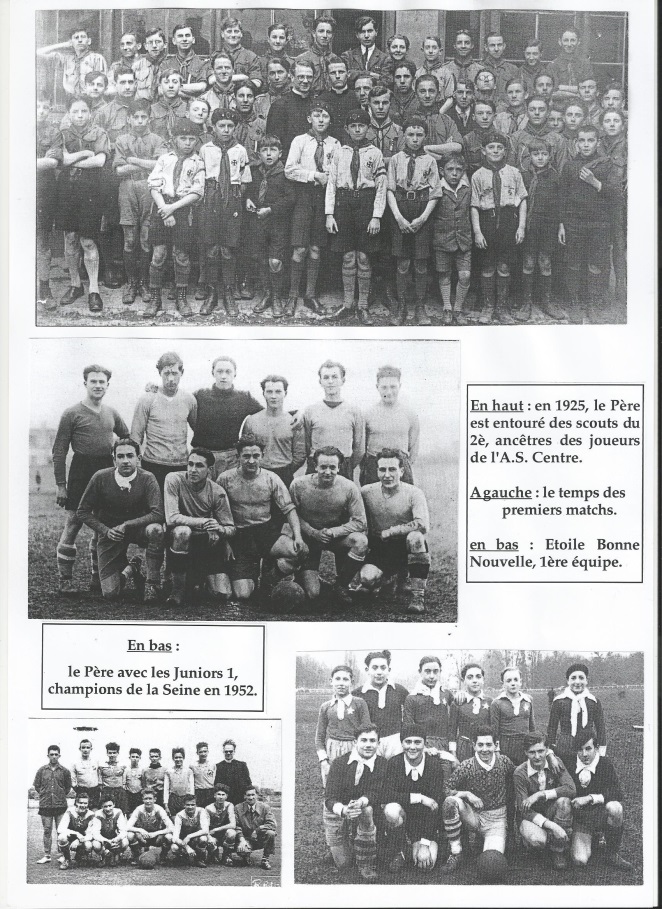 En haut : en 1925, le Père
est entouré des scouts du
2è, ancêtres des joueurs
de l'A.S. Centre.
A gauche : le temps des
premiers matchs.
en bas : Etoile Bonne
Nouvelle, 1ère équipe.
En bas :
le Père avec les Juniors 1,
champions de la Seine en 1952.